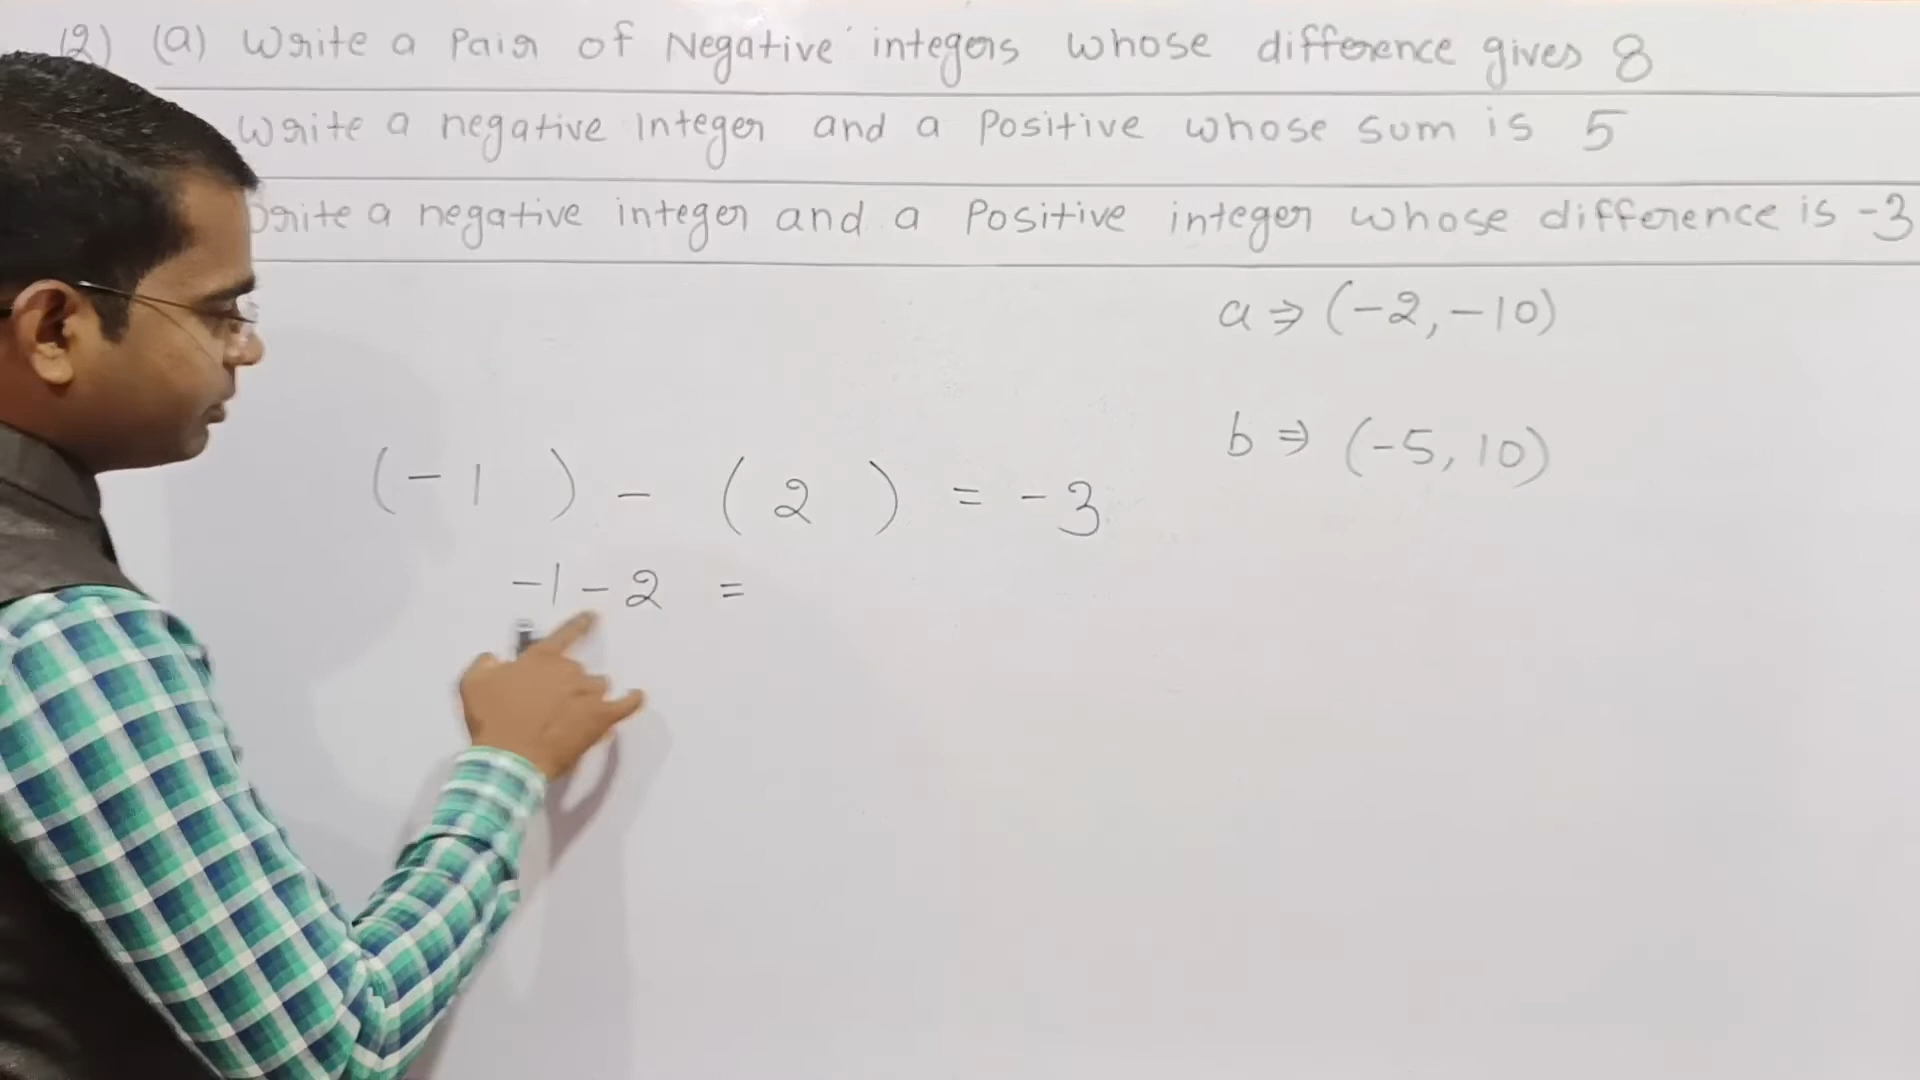 2) (a) Write a Pair of Negative integers whose difference gives 8
write a negative Integer and a Positive whose sum is 5
rite a negative integer and a Positive integer whose difference is -3
a ⇒ (-2, -10)
b ⇒ (-5, 10)
(-1 ) - ( 2 ) = -3
-1 - 2 =